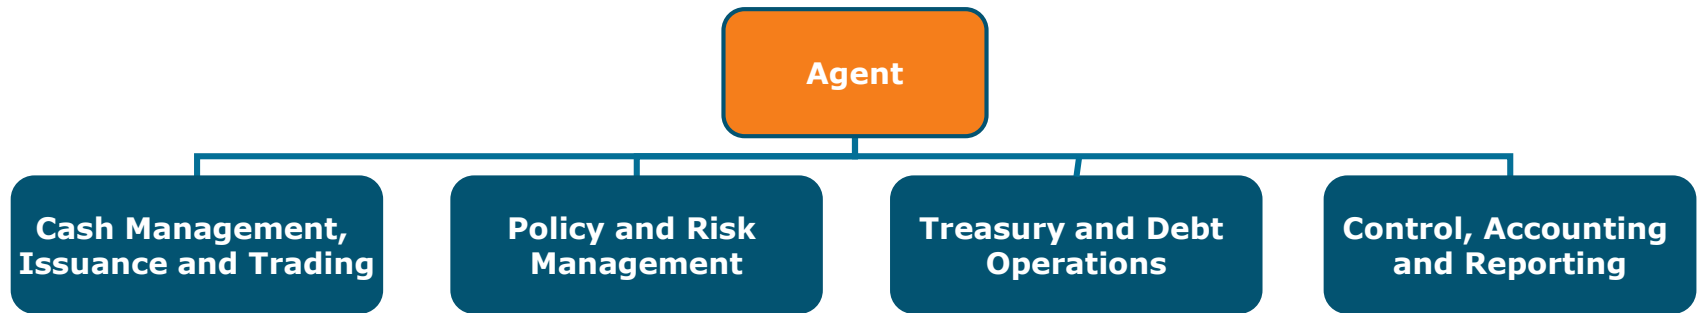 Agent
Cash Management,
Issuance and Trading
Policy and Risk
Management
Treasury and Debt
Operations
Control, Accounting
and Reporting